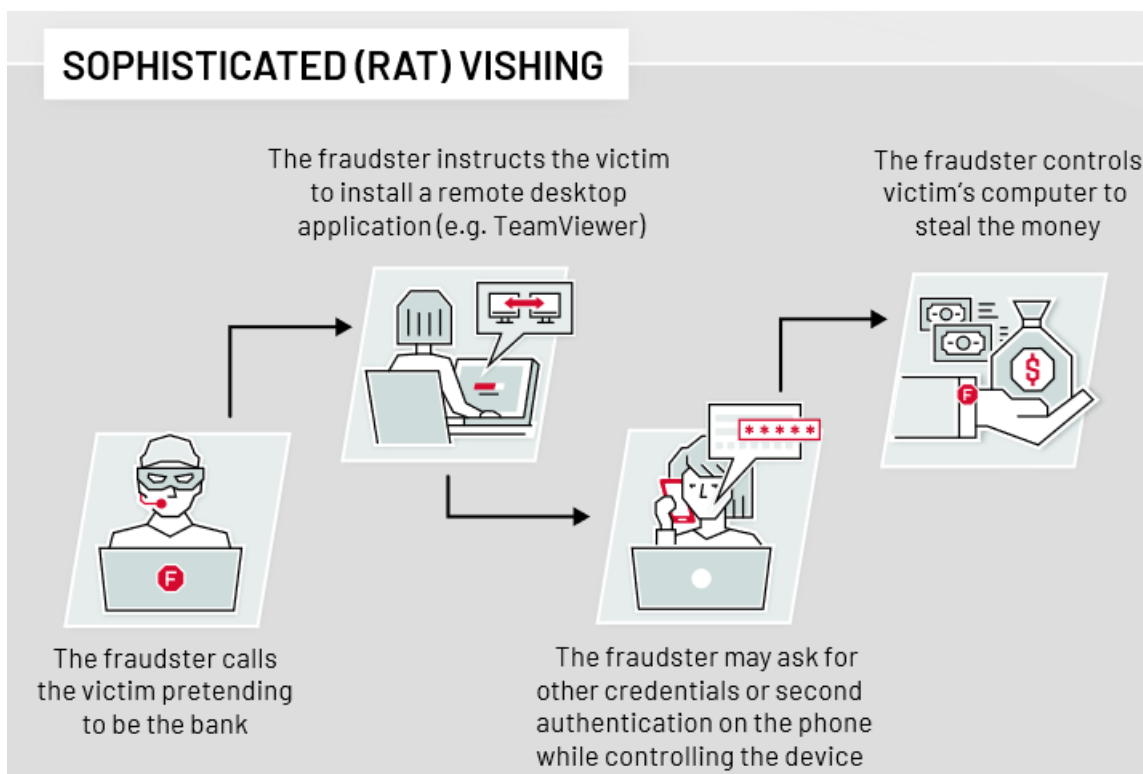 SOPHISTICATED (RAT) VISHING
The fraudster calls
the victim pretending
to be the bank
The fraudster instructs the victim
to install a remote desktop
application (e.g. TeamViewer)
The fraudster may ask for
other credentials or second
authentication on the phone
while controlling the device
The fraudster controls
victim's computer to
steal the money
F
*****
F
$